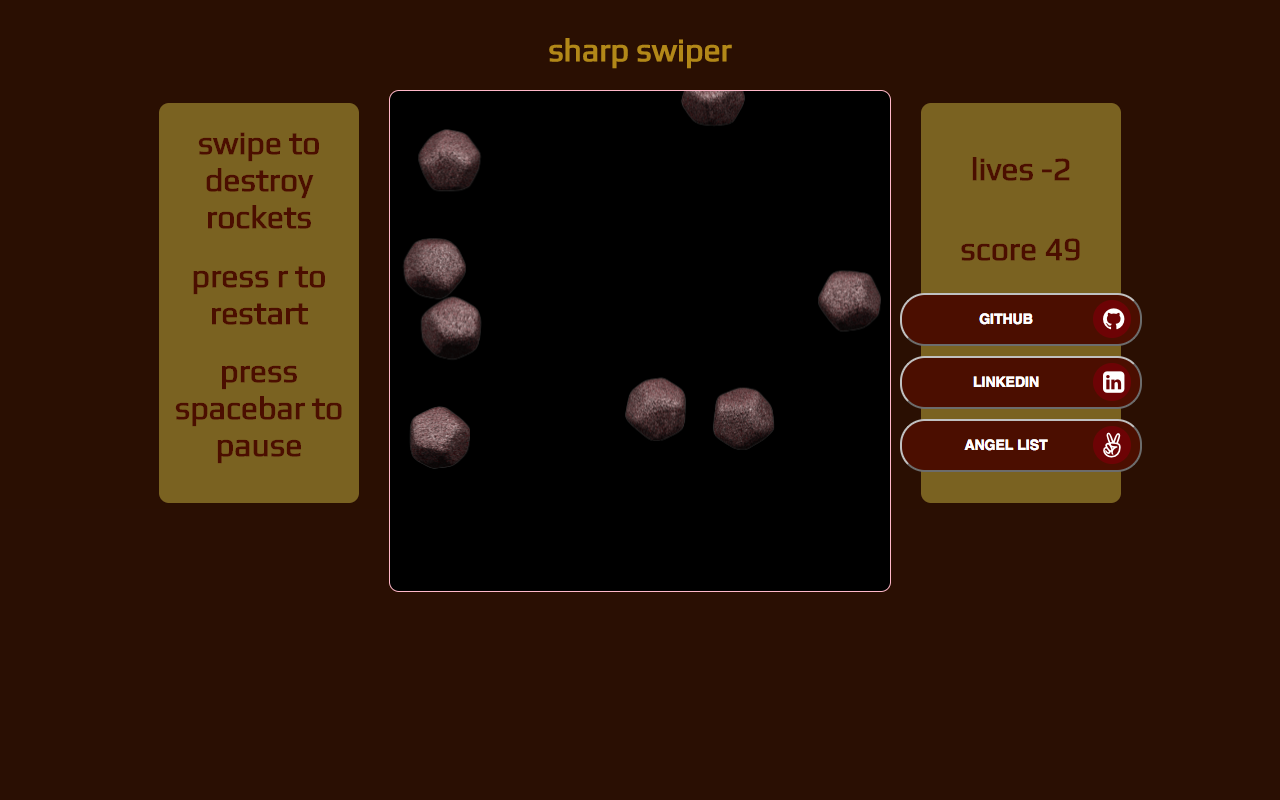 sharp swiper
swipe to
destroy
rockets
press r to
restart
press
spacebar to
pause
lives -2
score 49
GITHUB
LINKEDIN
ANGEL LIST